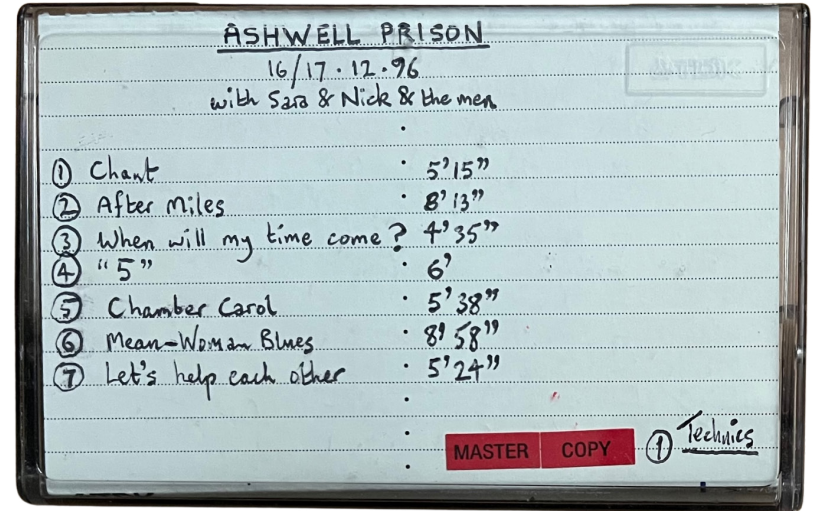 ASHWELL PRISON
16/17.12.96
with Sara & Nick & the men
① Chant 5'15"
② After Miles 8'13"
③ When will my time come? 4'35"
④ "5" 6'
⑤ Chamber Carol 5'38"
⑥ Mean-Woman Blues 8'58"
⑦ Let's help each other 5'24"
MASTER COPY ① Technics